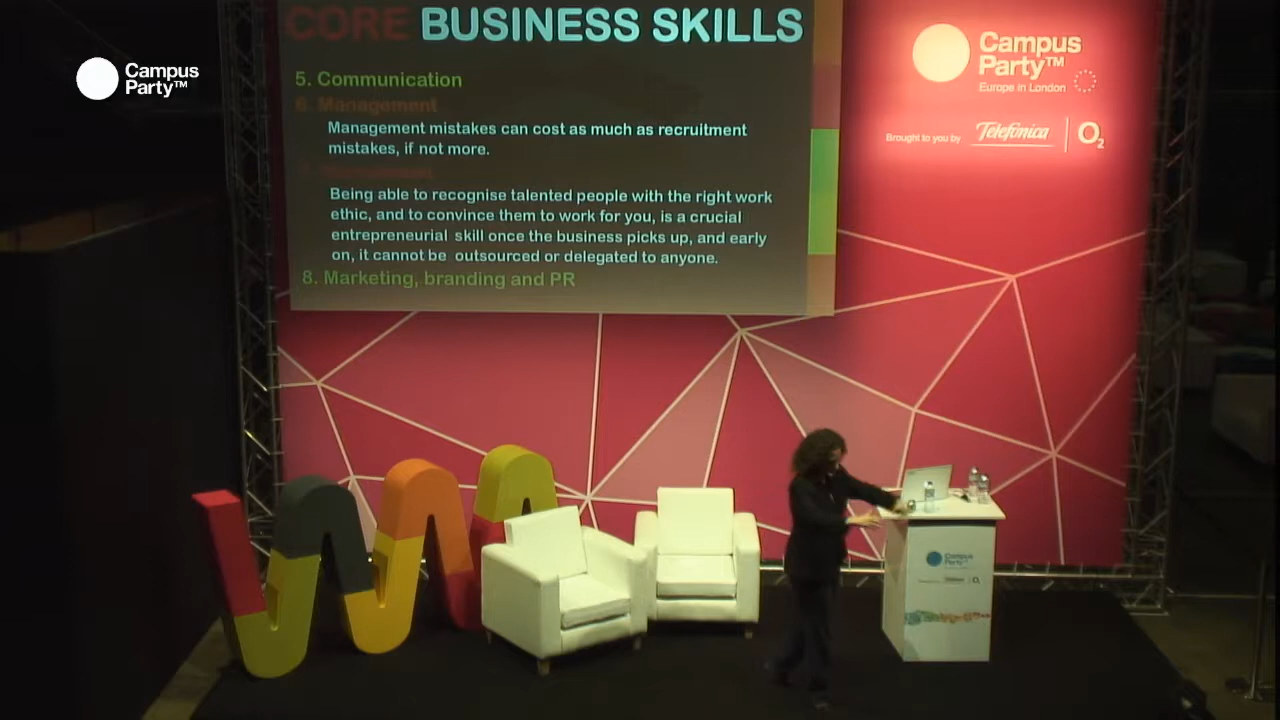 CORE BUSINESS SKILLS
5. Communication
6. Management
Management mistakes can cost as much as recruitment
mistakes, if not more.
Being able to recognise talented people with the right work
ethic, and to convince them to work for you, is a crucial
entrepreneurial skill once the business picks up, and early
on, it cannot be outsourced or delegated to anyone.
8. Marketing, branding and PR
Campus
Party™
Campus
Party™
Europe in London
Brought to you by Telefónica O2
Campus
Party™